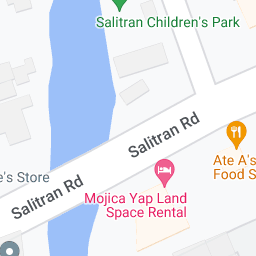 Salitran Children's Park
Salitran Rd
Ate A's
Food S
e's Store
Mojica Yap Land
Space Rental
Salitran Rd